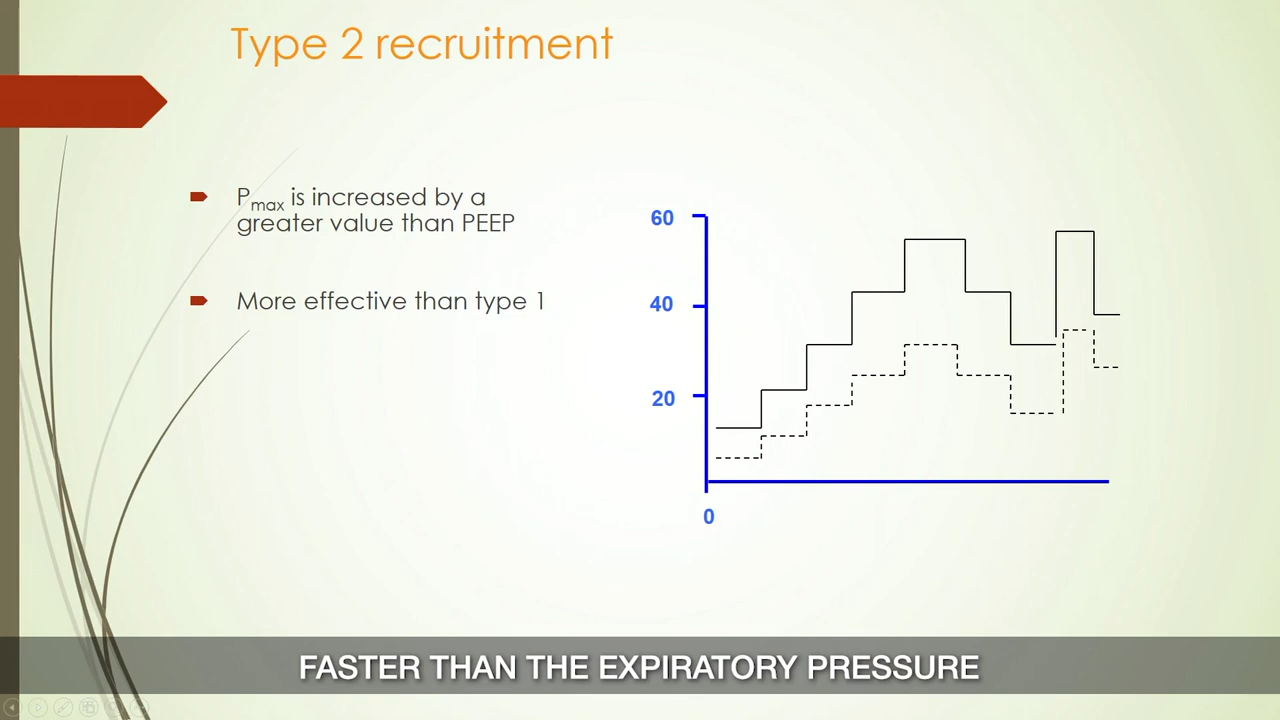 Type 2 recruitment
Pmax is increased by a
greater value than PEEP
More effective than type 1
60
40
20
0
FASTER THAN THE EXPIRATORY PRESSURE